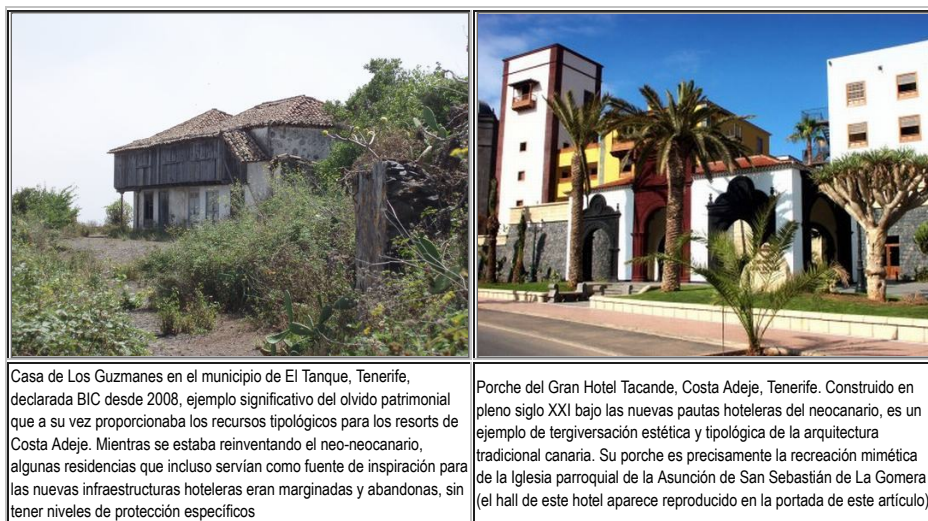 Casa de Los Guzmanes en el municipio de El Tanque, Tenerife,
declarada BIC desde 2008, ejemplo significativo del olvido patrimonial
que a su vez proporcionaba los recursos tipológicos para los resorts de
Costa Adeje. Mientras se estaba reinventando el neo-neocanario,
algunas residencias que incluso servían como fuente de inspiración para
las nuevas infraestructuras hoteleras eran marginadas y abandonas, sin
tener niveles de protección específicos
Porche del Gran Hotel Tacande, Costa Adeje, Tenerife. Construido en
pleno siglo XXI bajo las nuevas pautas hoteleras del neocanario, es un
ejemplo de tergiversación estética y tipológica de la arquitectura
tradicional canaria. Su porche es precisamente la recreación mimética
de la Iglesia parroquial de la Asunción de San Sebastián de La Gomera
(el hall de este hotel aparece reproducido en la portada de este artículo)